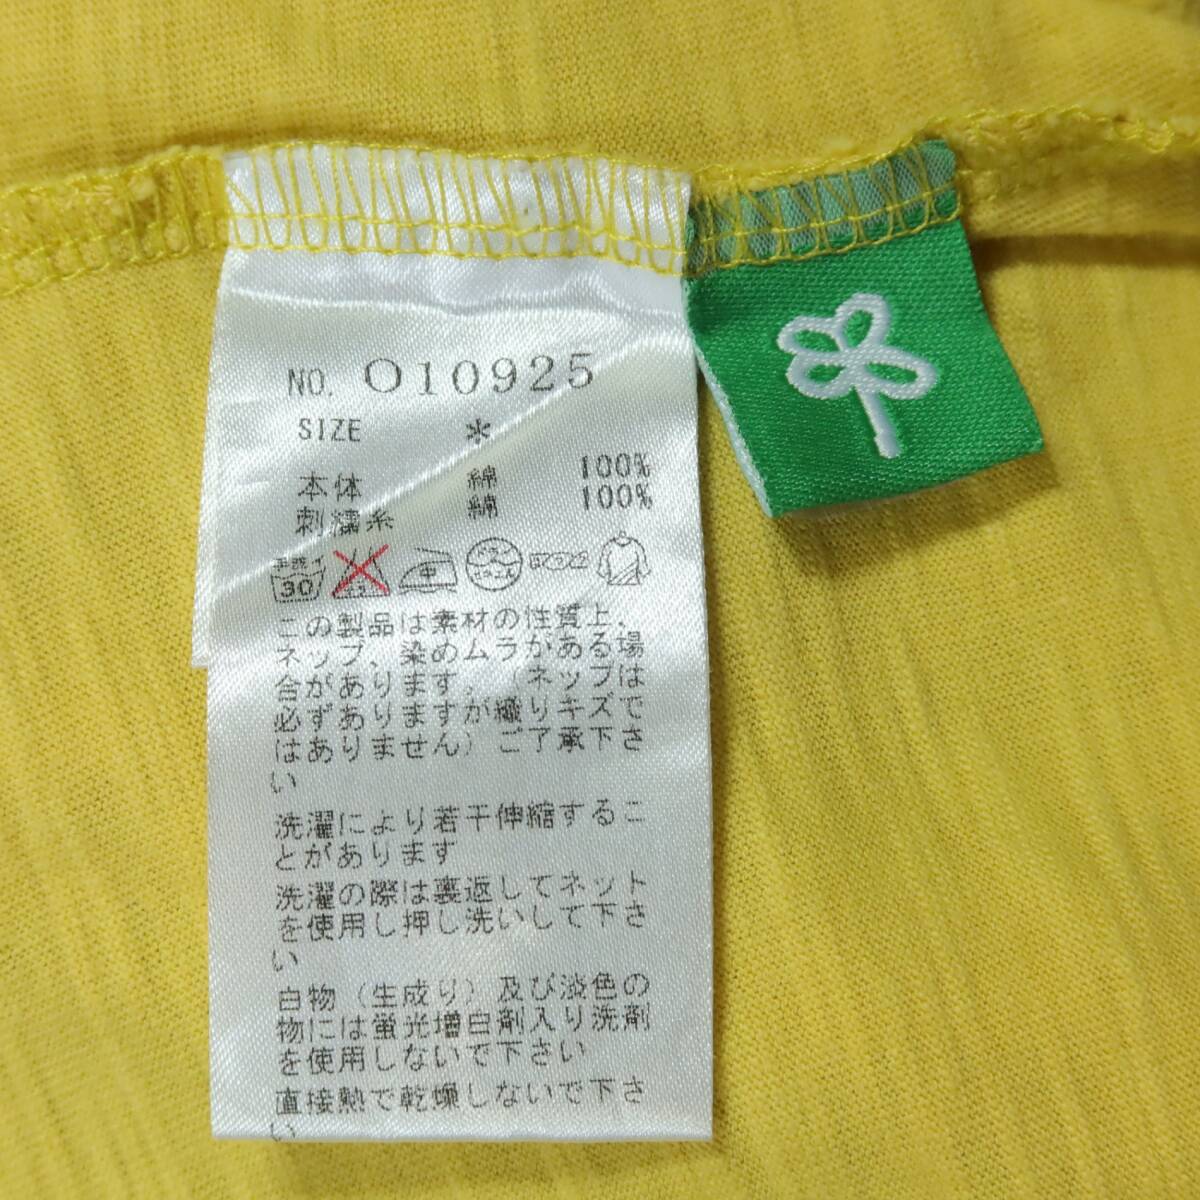 NO. O10925
SIZE *
本体 綿 100%
刺繍糸 綿 100%
手洗イ 30
中
この製品は素材の性質上、
ネップ、染めムラがある場
合があります。（ネップは
必ずありますが織りキズで
はありません）ご了承下さ
い
洗濯により若干伸縮するこ
とがあります
洗濯の際は裏返してネット
を使用し押し洗いして下さ
い
白物（生成り）及び淡色の
物には蛍光増白剤入り洗剤
を使用しないで下さい
直接熱で乾燥しないで下さ
い